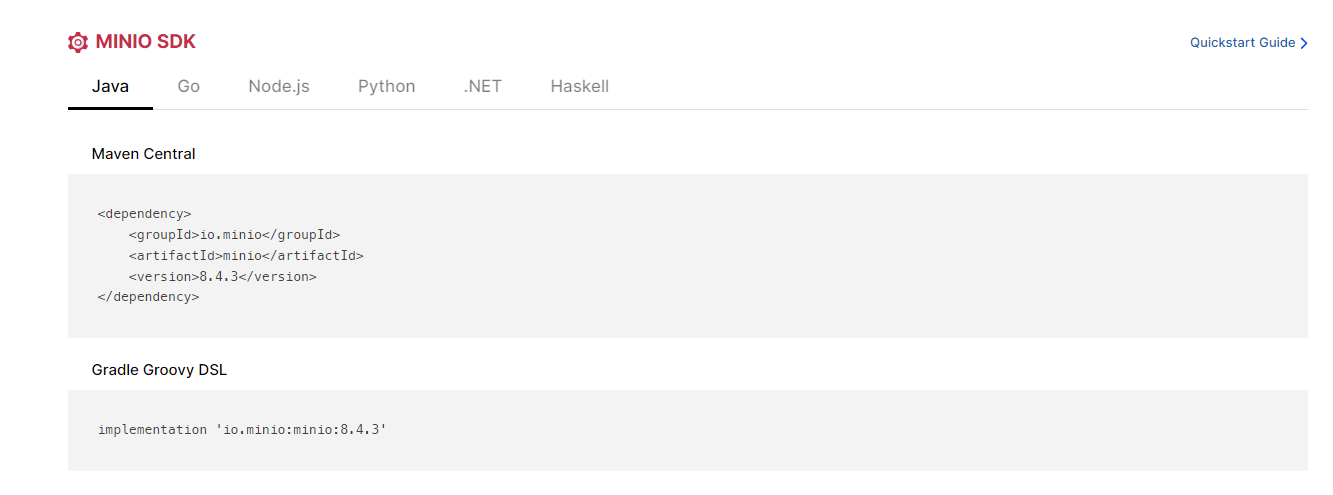 MINIO SDK
Quickstart Guide
Java Go Node.js Python .NET Haskell
Maven Central
<dependency>
    <groupId>io.minio</groupId>
    <artifactId>minio</artifactId>
    <version>8.4.3</version>
</dependency>
Gradle Groovy DSL
implementation 'io.minio:minio:8.4.3'